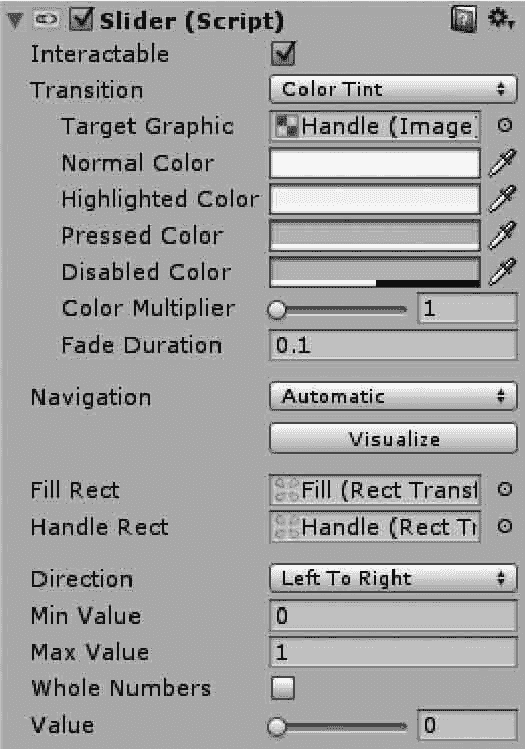 Slider (Script)
Interactable
Transition Color Tint
Target Graphic Handle (Image)
Normal Color
Highlighted Color
Pressed Color
Disabled Color
Color Multiplier 1
Fade Duration 0.1
Navigation Automatic
Visualize
Fill Rect Fill (Rect Transf
Handle Rect Handle (Rect Tr
Direction Left To Right
Min Value 0
Max Value 1
Whole Numbers
Value 0